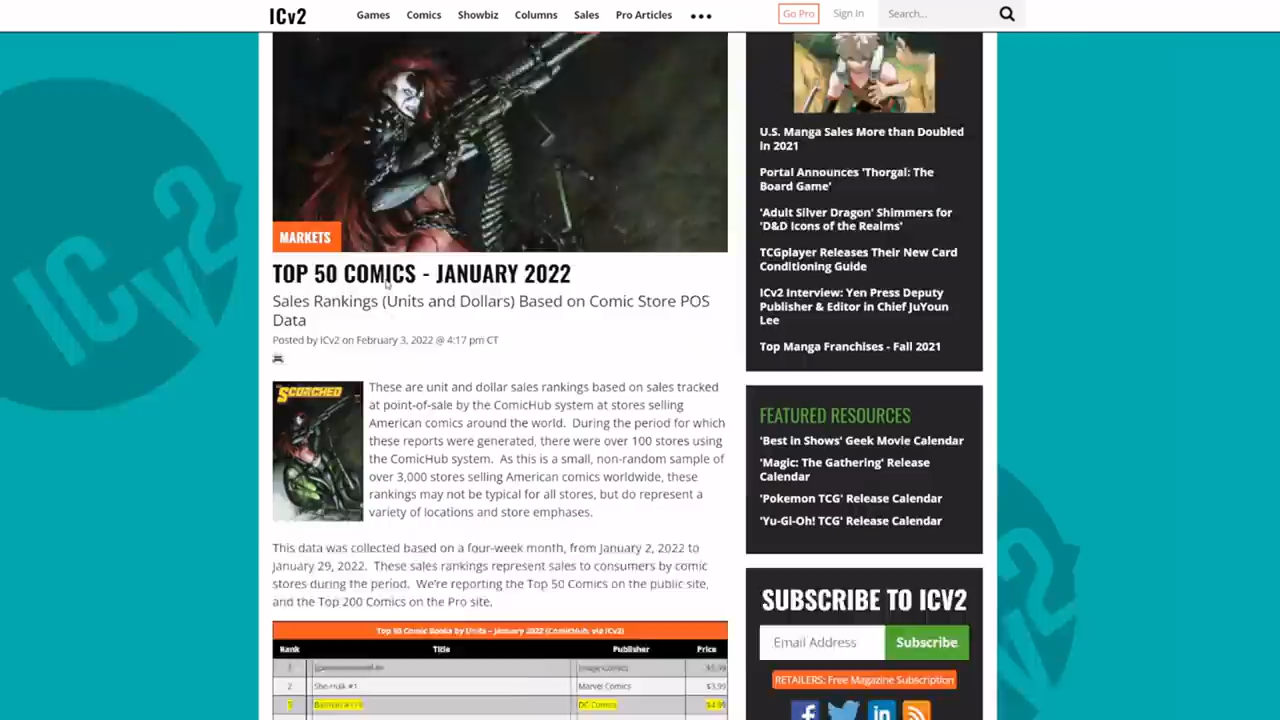 ICv2
Games Comics Showbiz Columns Sales Pro Articles •••
Go Pro Sign In Search...
MARKETS
TOP 50 COMICS - JANUARY 2022
Sales Rankings (Units and Dollars) Based on Comic Store POS
Data
Posted by ICv2 on February 3, 2022 @ 4:17 pm CT
SCORCHED
These are unit and dollar sales rankings based on sales tracked
at point-of-sale by the ComicHub system at stores selling
American comics around the world. During the period for which
these reports were generated, there were over 100 stores using
the ComicHub system. As this is a small, non-random sample of
over 3,000 stores selling American comics worldwide, these
rankings may not be typical for all stores, but do represent a
variety of locations and store emphases.
This data was collected based on a four-week month, from January 2, 2022 to
January 29, 2022. These sales rankings represent sales to consumers by comic
stores during the period. We're reporting the Top 50 Comics on the public site,
and the Top 200 Comics on the Pro site.
Top 50 Comic Books by Units – January 2022 (ComicHub, via ICv2)
Rank Title Publisher Price
1 Image Comics
2 She-Hulk #1 Marvel Comics $3.99
3 DC Comics $4.99
U.S. Manga Sales More than Doubled
in 2021
Portal Announces 'Thorgal: The
Board Game'
'Adult Silver Dragon' Shimmers for
'D&D Icons of the Realms'
TCGplayer Releases Their New Card
Conditioning Guide
ICv2 Interview: Yen Press Deputy
Publisher & Editor in Chief JuYoun
Lee
Top Manga Franchises - Fall 2021
FEATURED RESOURCES
'Best in Shows' Geek Movie Calendar
'Magic: The Gathering' Release
Calendar
'Pokemon TCG' Release Calendar
'Yu-Gi-Oh! TCG' Release Calendar
SUBSCRIBE TO ICV2
Email Address Subscribe
RETAILERS: Free Magazine Subscription
ICv2